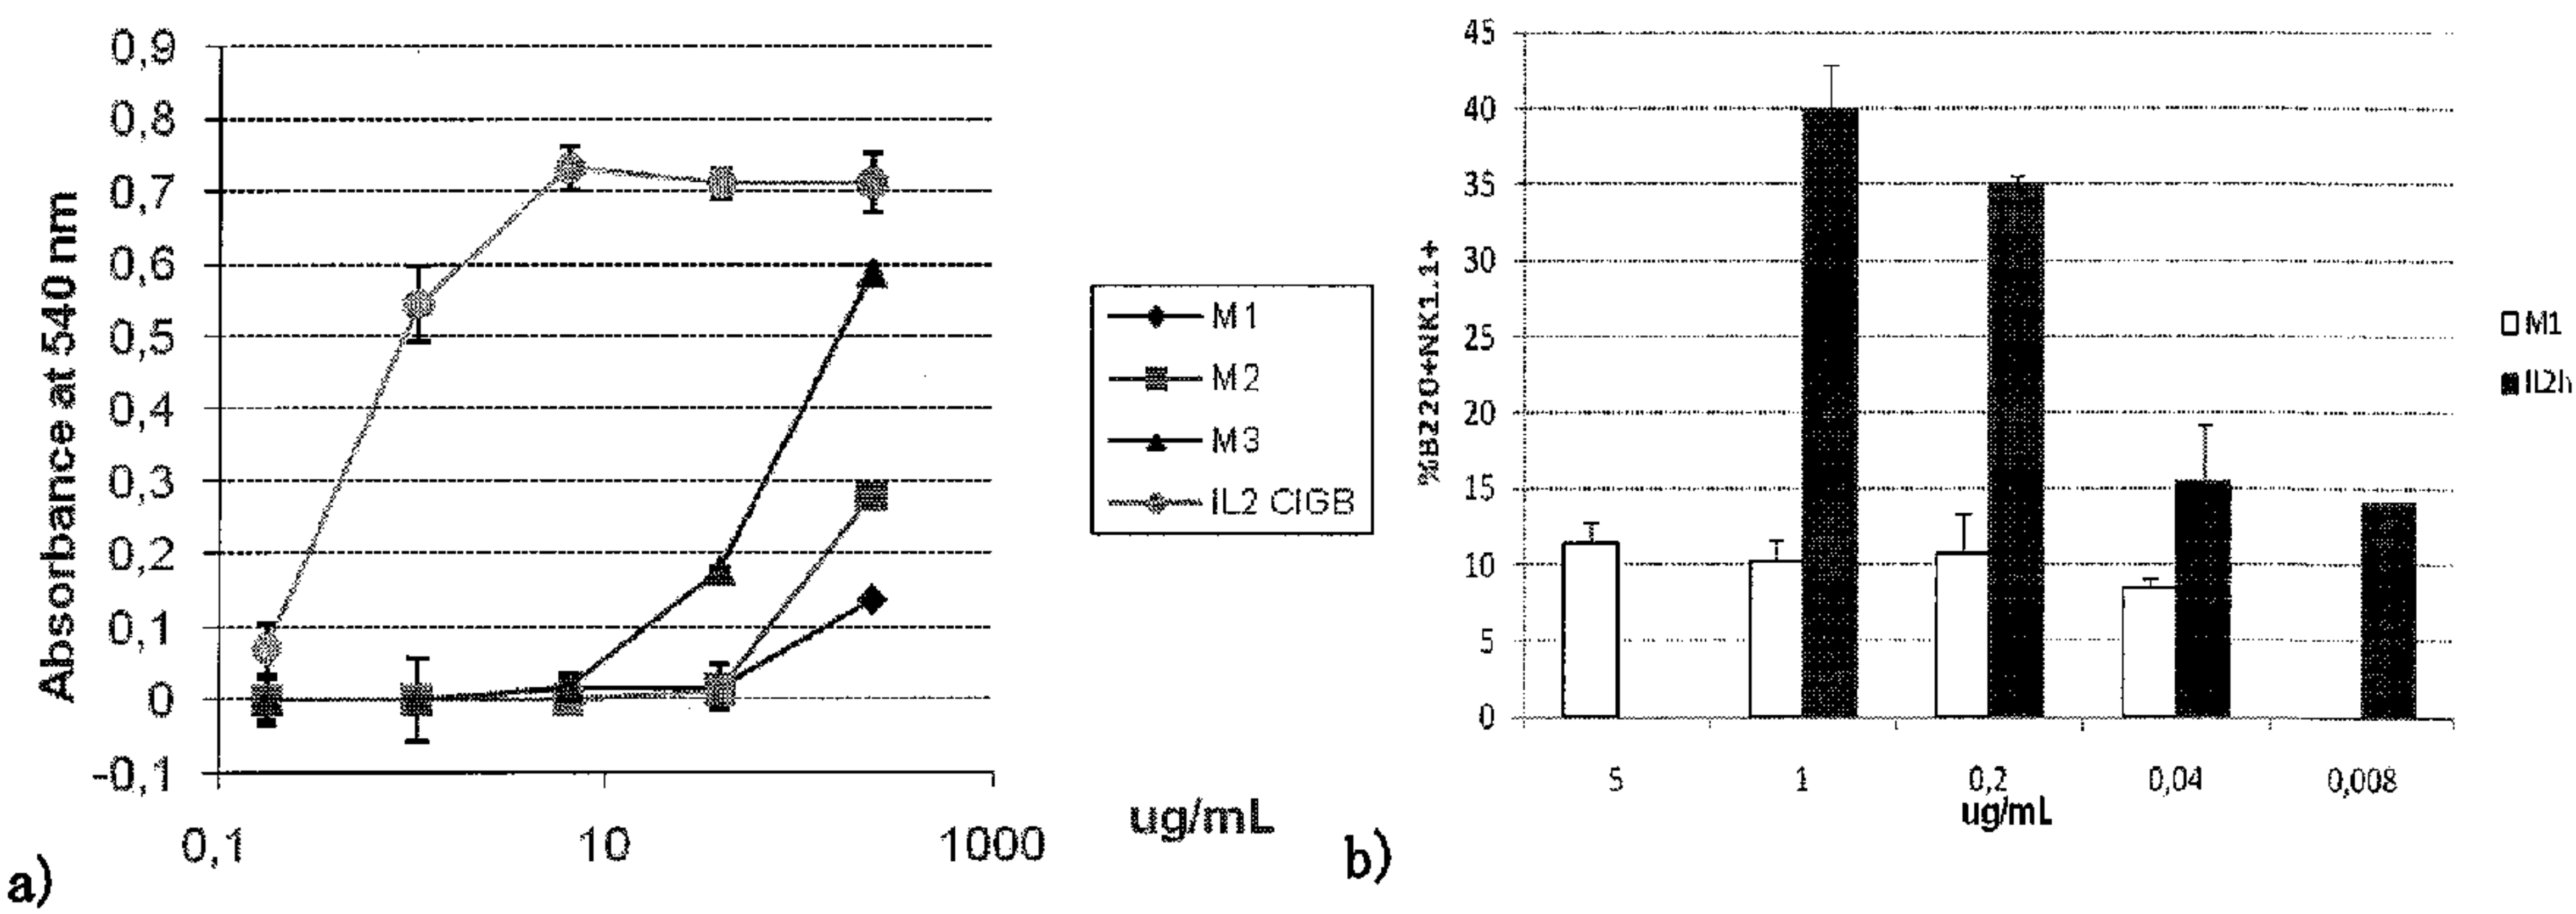 0,9
0,8
0,7
0,6
0,5
0,4
0,3
0,2
0,1
0
-0,1
Absorbance at 540 nm
0,1 10 1000
ug/mL
M1
M2
M3
IL2 CIGB
a)
45
40
35
30
25
20
15
10
5
0
%B220+NK1.1+
5 1 0,2 0,04 0,008
ug/mL
M1
IL2h
b)